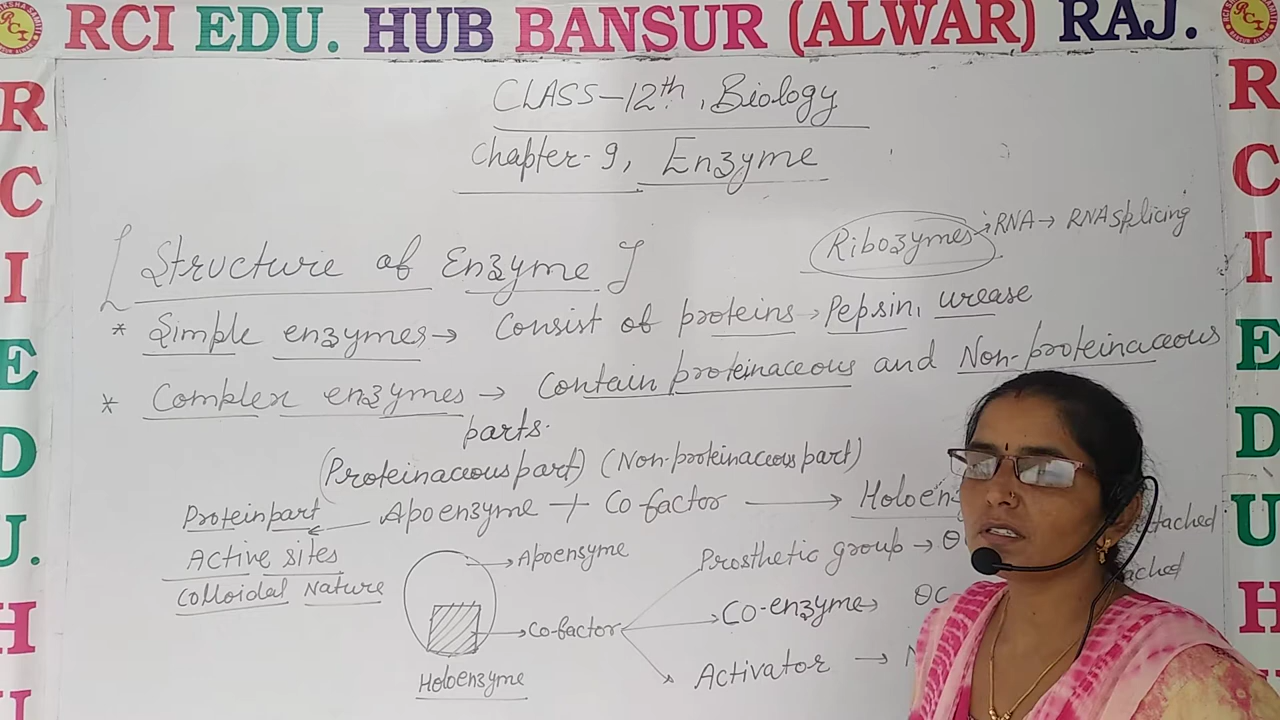 RCI EDU. HUB BANSUR (ALWAR) RAJ.
CLASS-12th, Biology
Chapter-9, Enzyme
Ribozymes → RNA → RNA splicing
[Structure of Enzyme]
* Simple enzymes → Consist of proteins → Pepsin, urease
* Complex enzymes → Contain proteinaceous and Non-proteinaceous
parts.
(Proteinaceous part) (Non-proteinaceous part)
Protein part ← Apoenzyme + Co factor → Holoen
Active sites
Colloidal Nature
→ Apoenzyme
→ Co-factor
Holoenzyme
Prosthetic group → O
ttached
Co-enzyme → OC
ached
Activator → N
R
C
I
E
D
U.
H
R
C
I
E
D
U
H